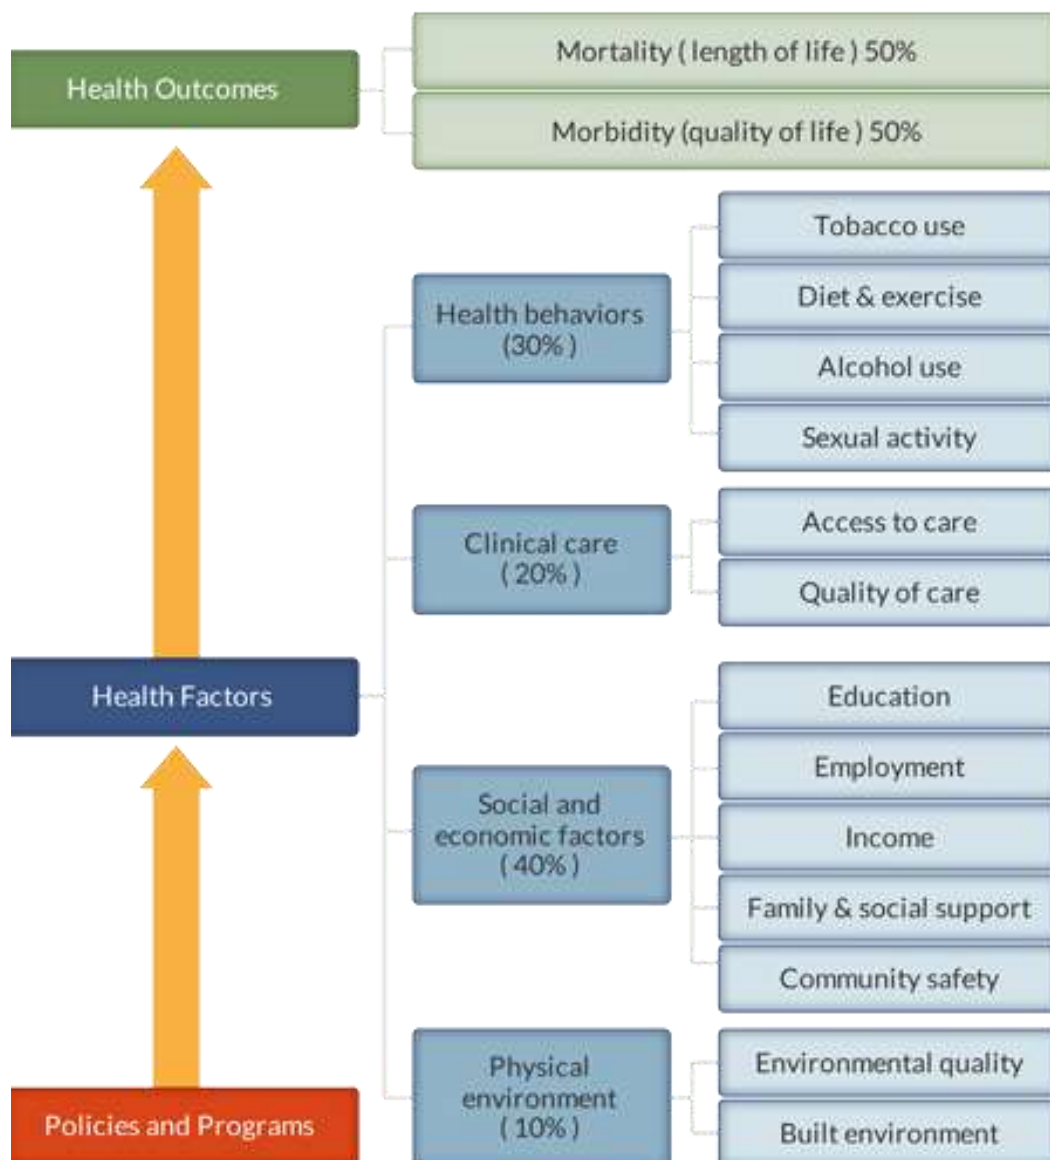 Health Outcomes
Mortality ( length of life ) 50%
Morbidity (quality of life ) 50%
Health Factors
Health behaviors
(30% )
Tobacco use
Diet & exercise
Alcohol use
Sexual activity
Clinical care
( 20% )
Access to care
Quality of care
Social and
economic factors
( 40% )
Education
Employment
Income
Family & social support
Community safety
Physical
environment
( 10% )
Environmental quality
Built environment
Policies and Programs